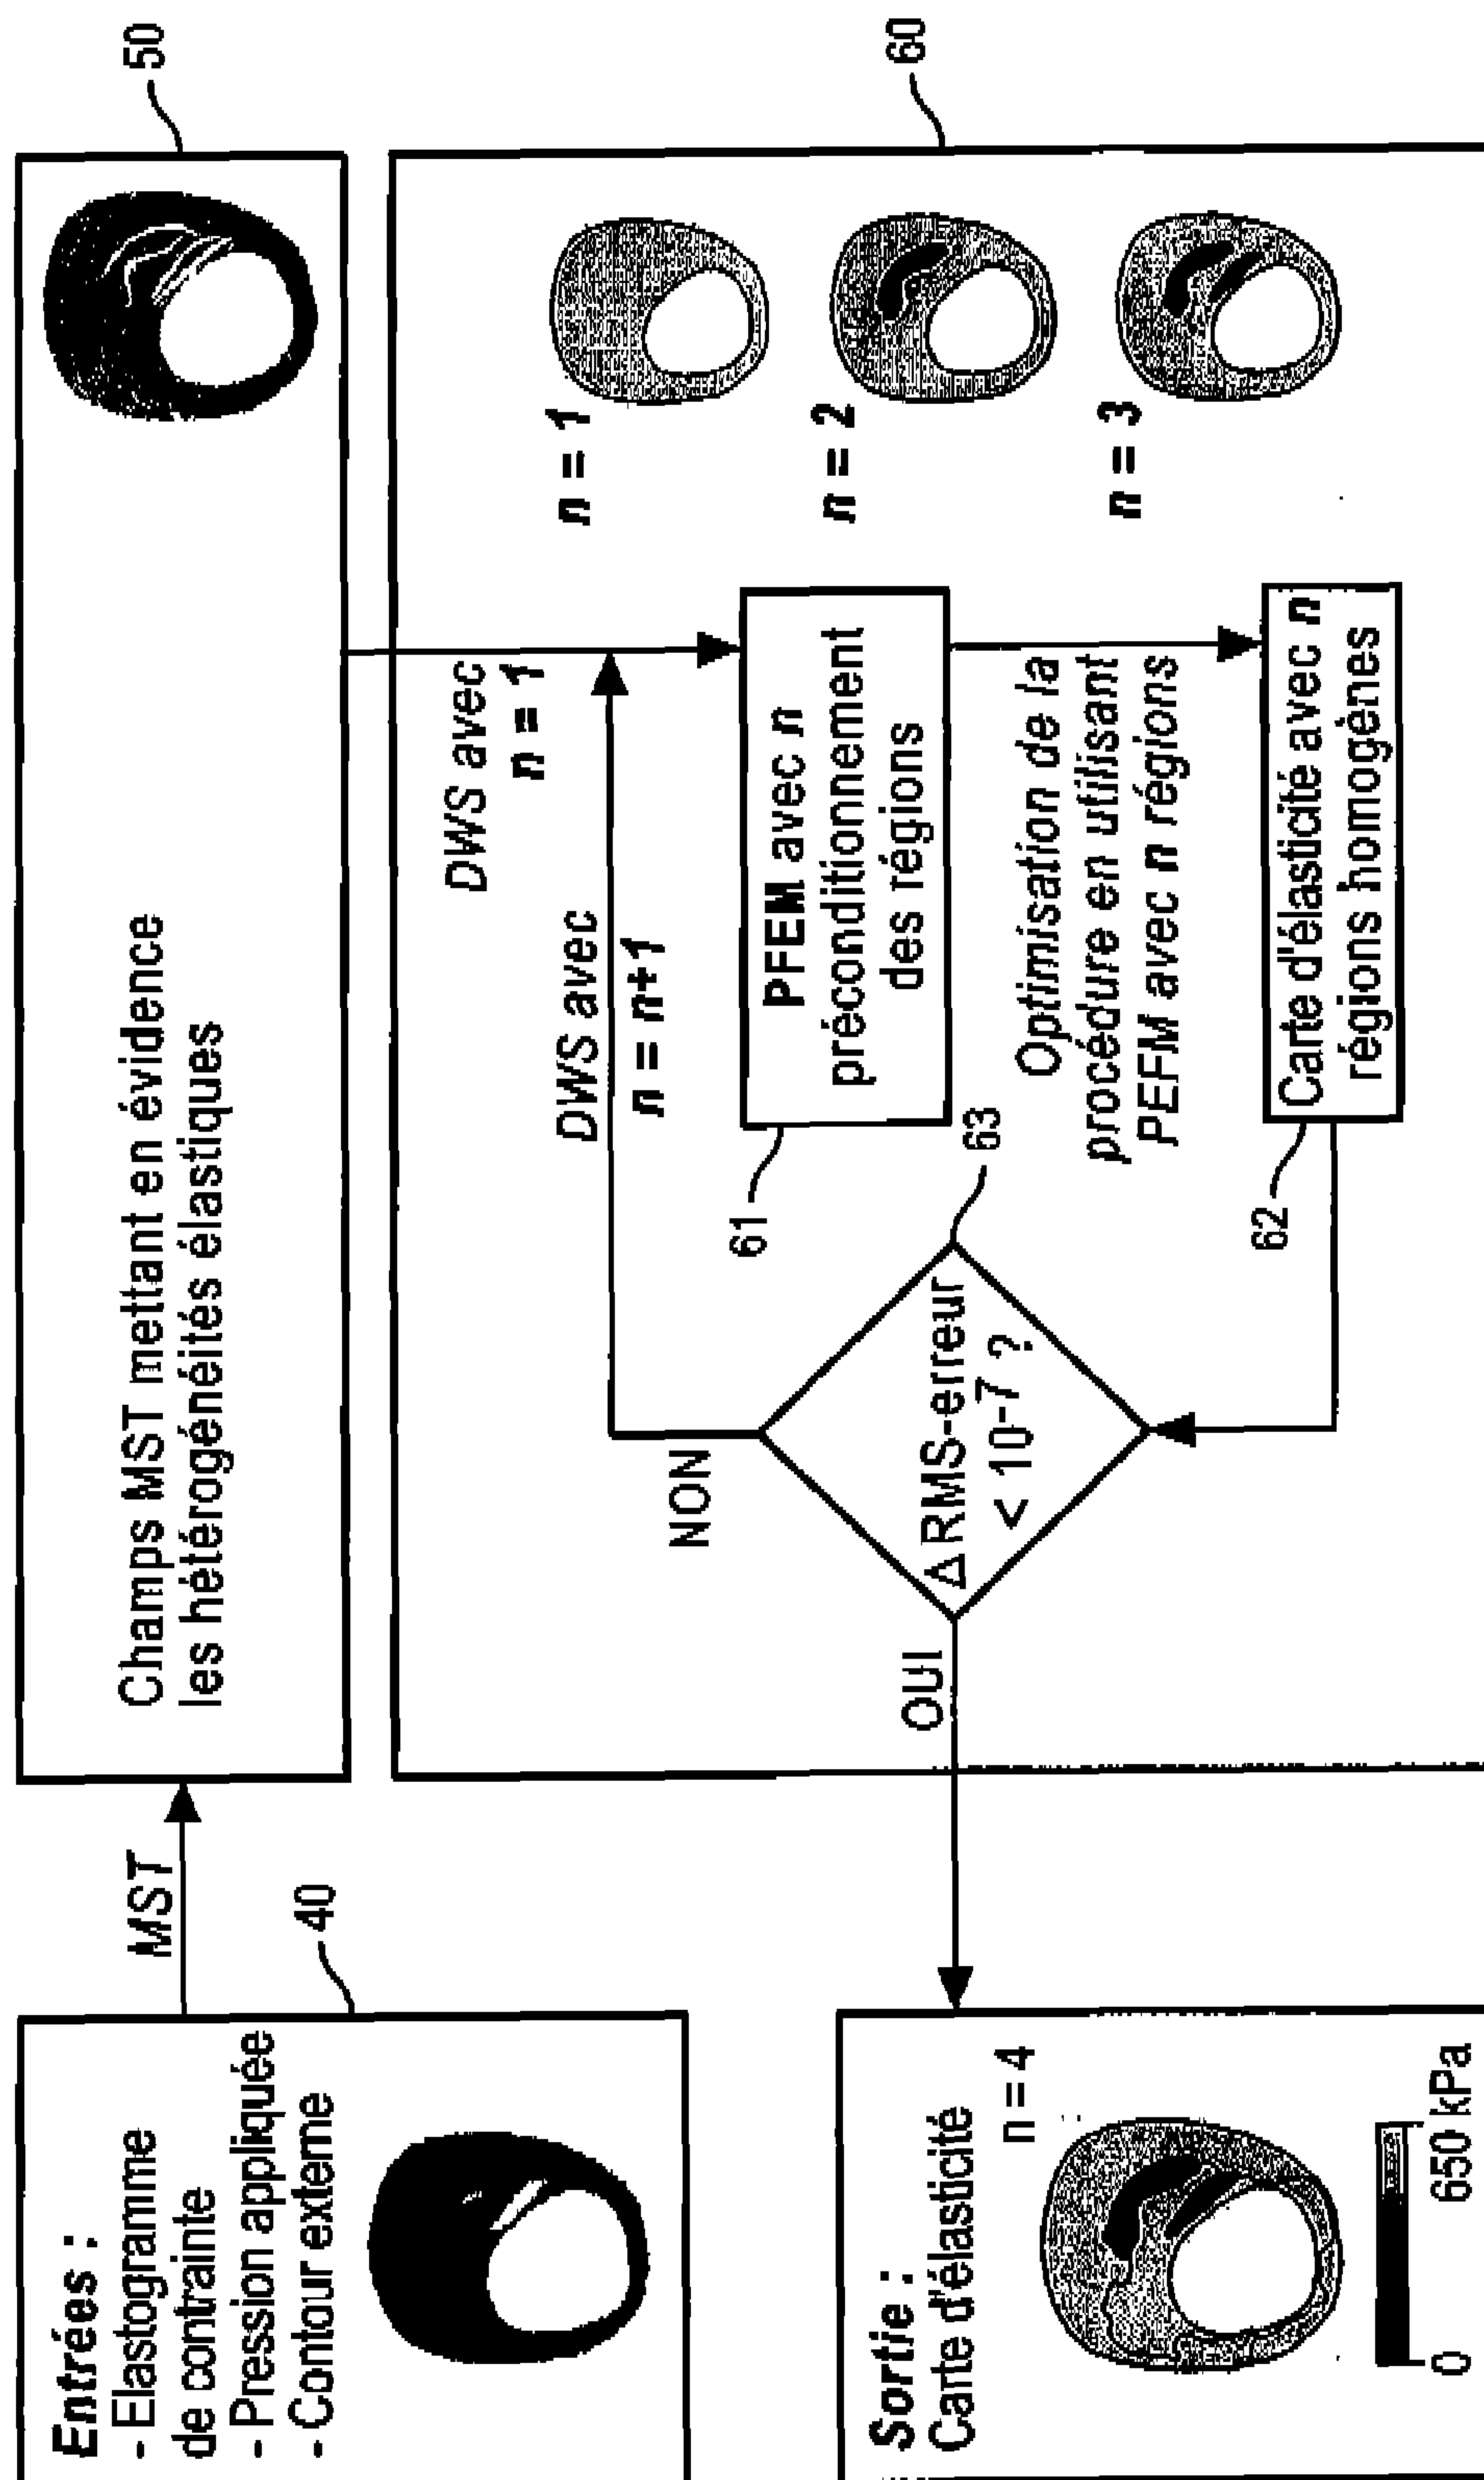 Entrées :
- Elastogramme
de contrainte
- Pression appliquée
- Contour externe
40
MST
Champs MST mettant en évidence
les hétérogénéités élastiques
50
60
DWS avec
n = 1
DWS avec
n = n+1
PFEM avec n
préconditionnement
des régions
61
Optimisation de la
procédure en utilisant
PEFM avec n régions
Carte d'élasticité avec n
régions homogènes
62
63
Δ RMS-erreur
< 10-7 ?
NON
OUI
n = 1
n = 2
n = 3
Sortie :
Carte d'élasticité
n = 4
0
650 kPa